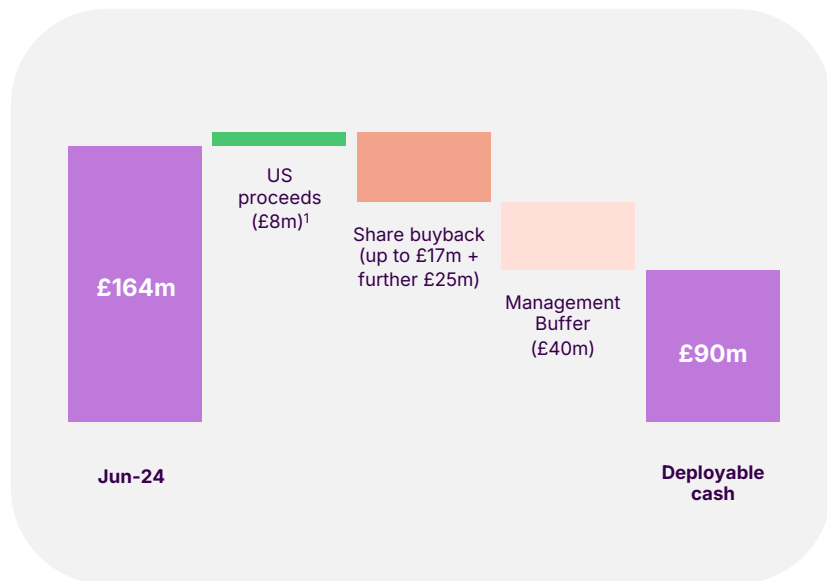 US
proceeds
(£8m)1
Share buyback
(up to £17m +
further £25m)
£164m
Management
Buffer
(£40m)
£90m
Jun-24
Deployable
cash